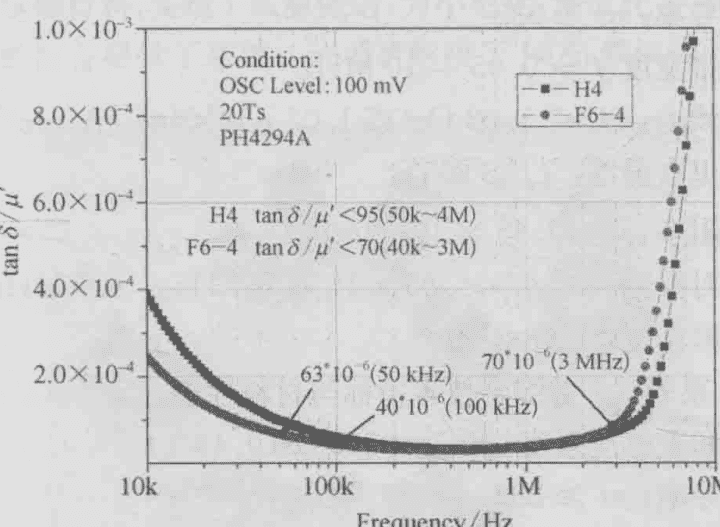 1.0×10⁻³
8.0×10⁻⁴
6.0×10⁻⁴
4.0×10⁻⁴
2.0×10⁻⁴
tan δ/μ′
Condition:
OSC Level: 100 mV
20Ts
PH4294A
H4
F6-4
H4 tan δ/μ′<95(50k~4M)
F6-4 tan δ/μ′<70(40k~3M)
63*10⁻⁶(50 kHz)
40*10⁻⁶(100 kHz)
70*10⁻⁶(3 MHz)
10k
100k
1M
10M
Frequency/Hz